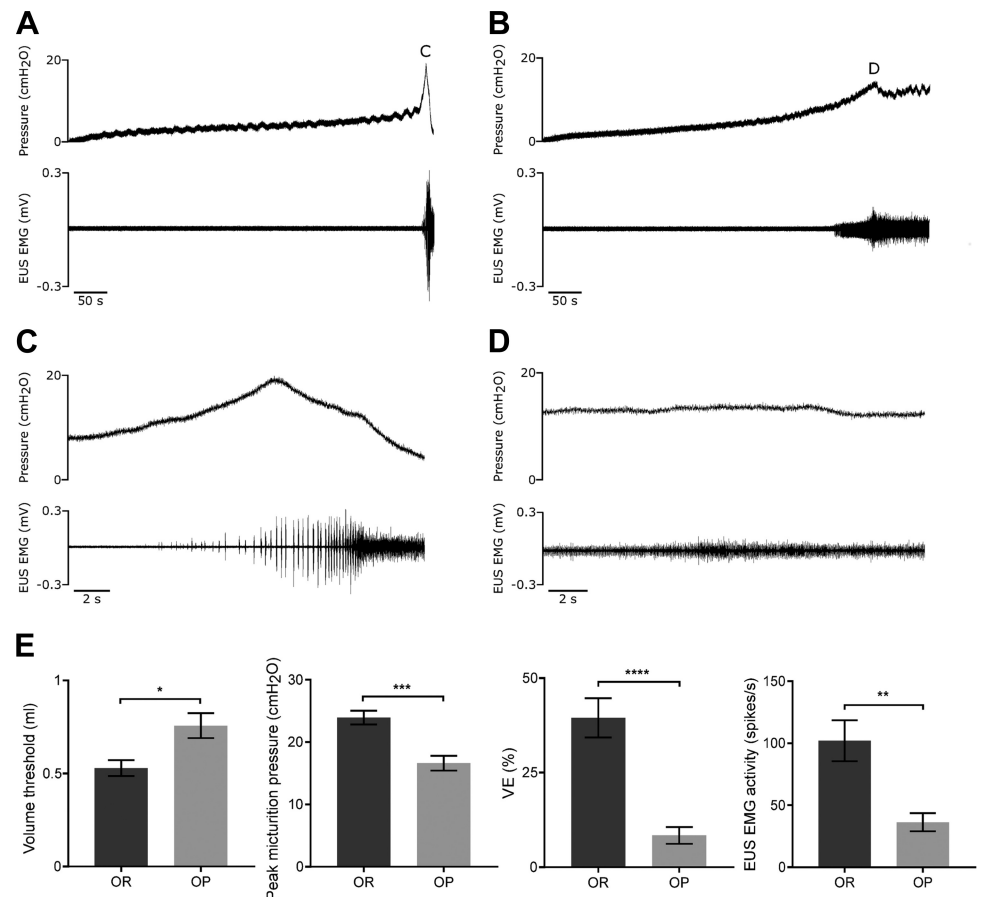 A
Pressure (cmH2O)
20
0
C
EUS EMG (mV)
0.3
-0.3
50 s
B
Pressure (cmH2O)
20
0
D
EUS EMG (mV)
0.3
-0.3
50 s
C
Pressure (cmH2O)
20
0
EUS EMG (mV)
0.3
-0.3
2 s
D
Pressure (cmH2O)
20
0
EUS EMG (mV)
0.3
-0.3
2 s
E
Volume threshold (ml)
1
0.5
0
*
OR
OP
Peak micturition pressure (cmH2O)
30
20
10
0
***
OR
OP
VE (%)
50
25
0
****
OR
OP
EUS EMG activity (spikes/s)
150
100
50
0
**
OR
OP